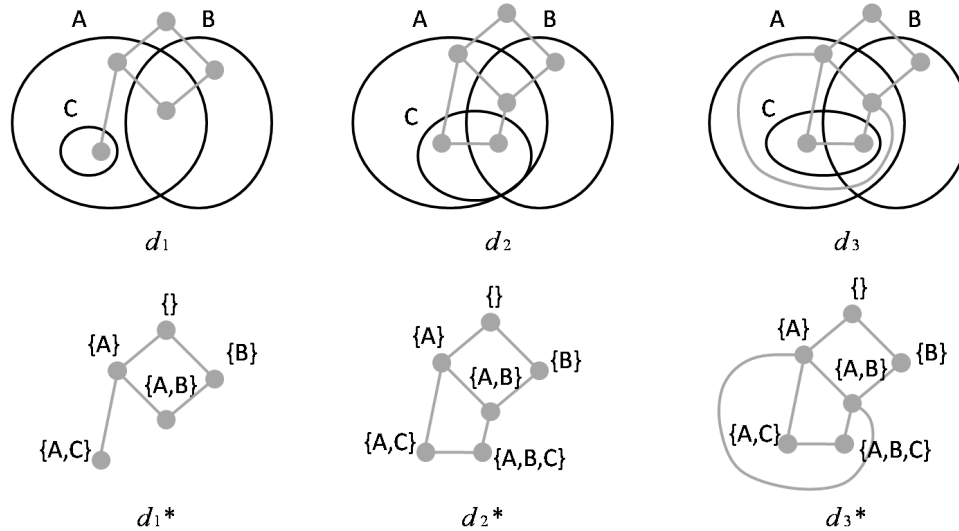 A B A B A B
C C C
d1 d2 d3
{} {} {}
{A} {B} {A} {B} {A} {B}
{A,B} {A,B} {A,B}
{A,C} {A,C} {A,B,C} {A,C} {A,B,C}
d1* d2* d3*